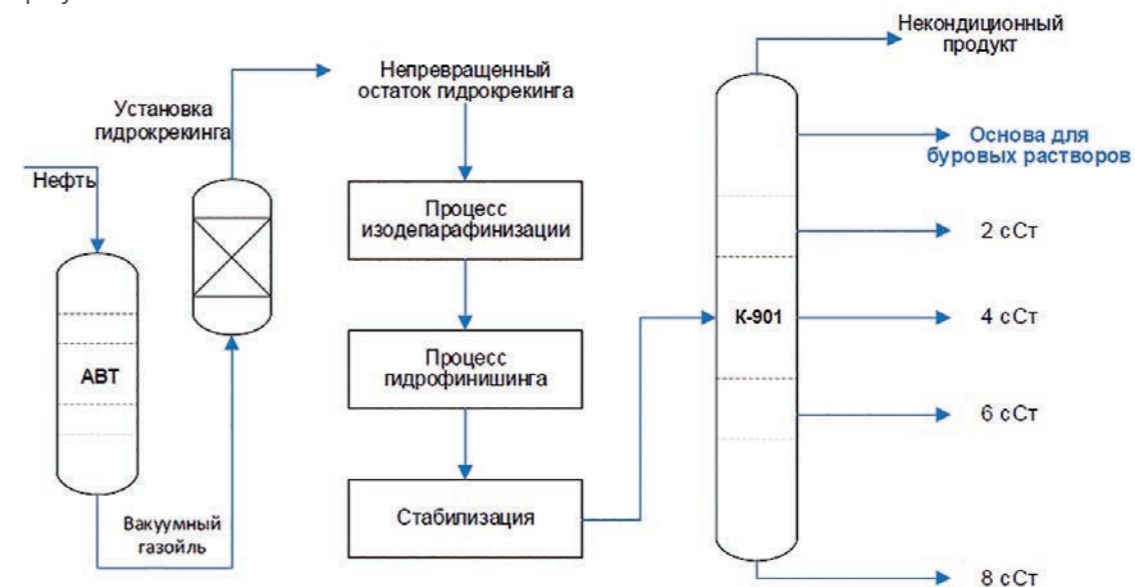 Некондиционный
продукт
Непревращенный
остаток гидрокрекинга
Установка
гидрокрекинга
Основа для
буровых растворов
Нефть
Процесс
изодепарафинизации
2 сСт
К-901
4 сСт
АВТ
Процесс
гидрофинишинга
6 сСт
Стабилизация
Вакуумный
газойль
8 сСт